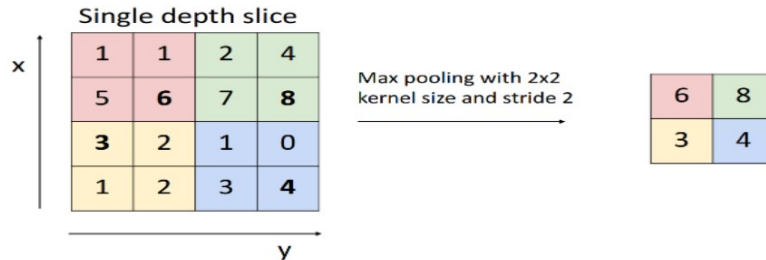 Single depth slice
x
1 1 2 4
5 6 7 8
3 2 1 0
1 2 3 4
y
Max pooling with 2x2
kernel size and stride 2
6 8
3 4